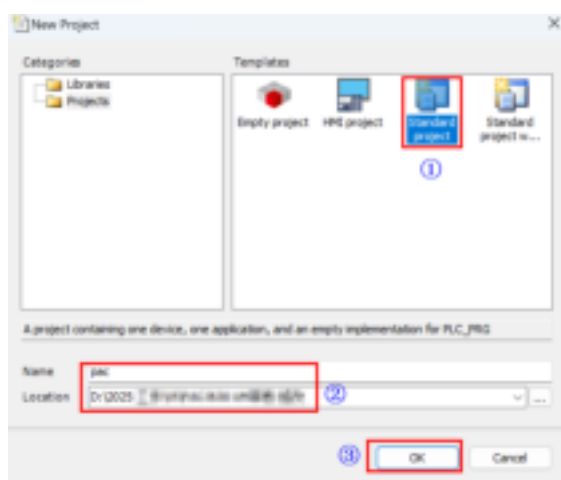 New Project
Categories
Templates
Libraries
Projects
Empty project
HMI project
Standard project
Standard project w...
①
A project containing one device, one application, and an empty implementation for PLC_PRG
Name
pac
Location
D:\2025
②
...
③
OK
Cancel